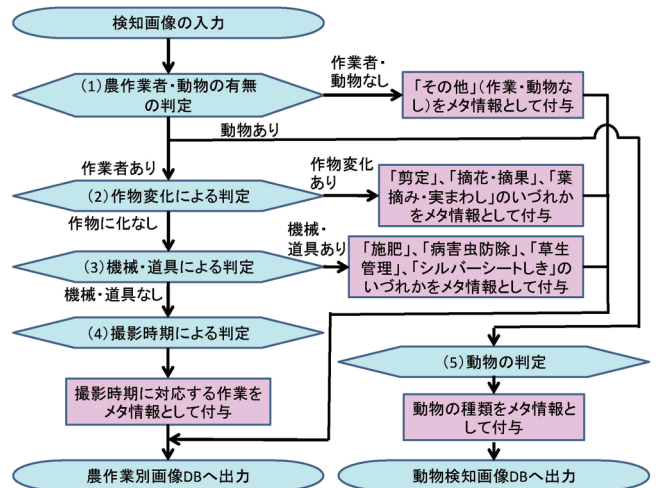 検知画像の入力
(1)農作業者・動物の有無
の判定
作業者・
動物なし
「その他」(作業・動物な
し)をメタ情報として付与
動物あり
作業者あり
(2)作物変化による判定
作物変化
あり
「剪定」、「摘花・摘果」、「葉
摘み・実まわし」のいづれか
をメタ情報として付与
作物に化なし
(3)機械・道具による判定
機械・
道具あり
「施肥」、「病害虫防除」、「草生
管理」、「シルバーシートしき」の
いづれかをメタ情報として付与
機械・道具なし
(4)撮影時期による判定
撮影時期に対応する作業を
メタ情報として付与
農作業別画像DBへ出力
(5)動物の判定
動物の種類をメタ情報と
して付与
動物検知画像DBへ出力